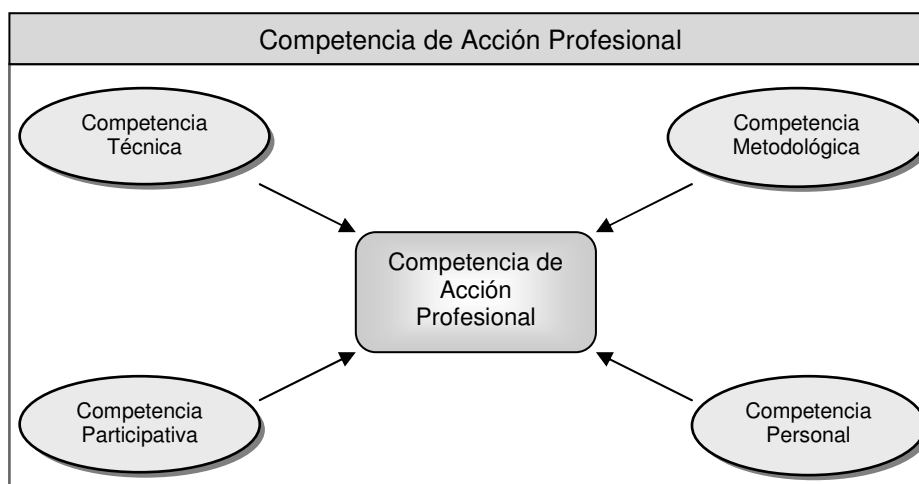 Competencia de Acción Profesional
Competencia
Técnica
Competencia
Metodológica
Competencia de
Acción
Profesional
Competencia
Participativa
Competencia
Personal